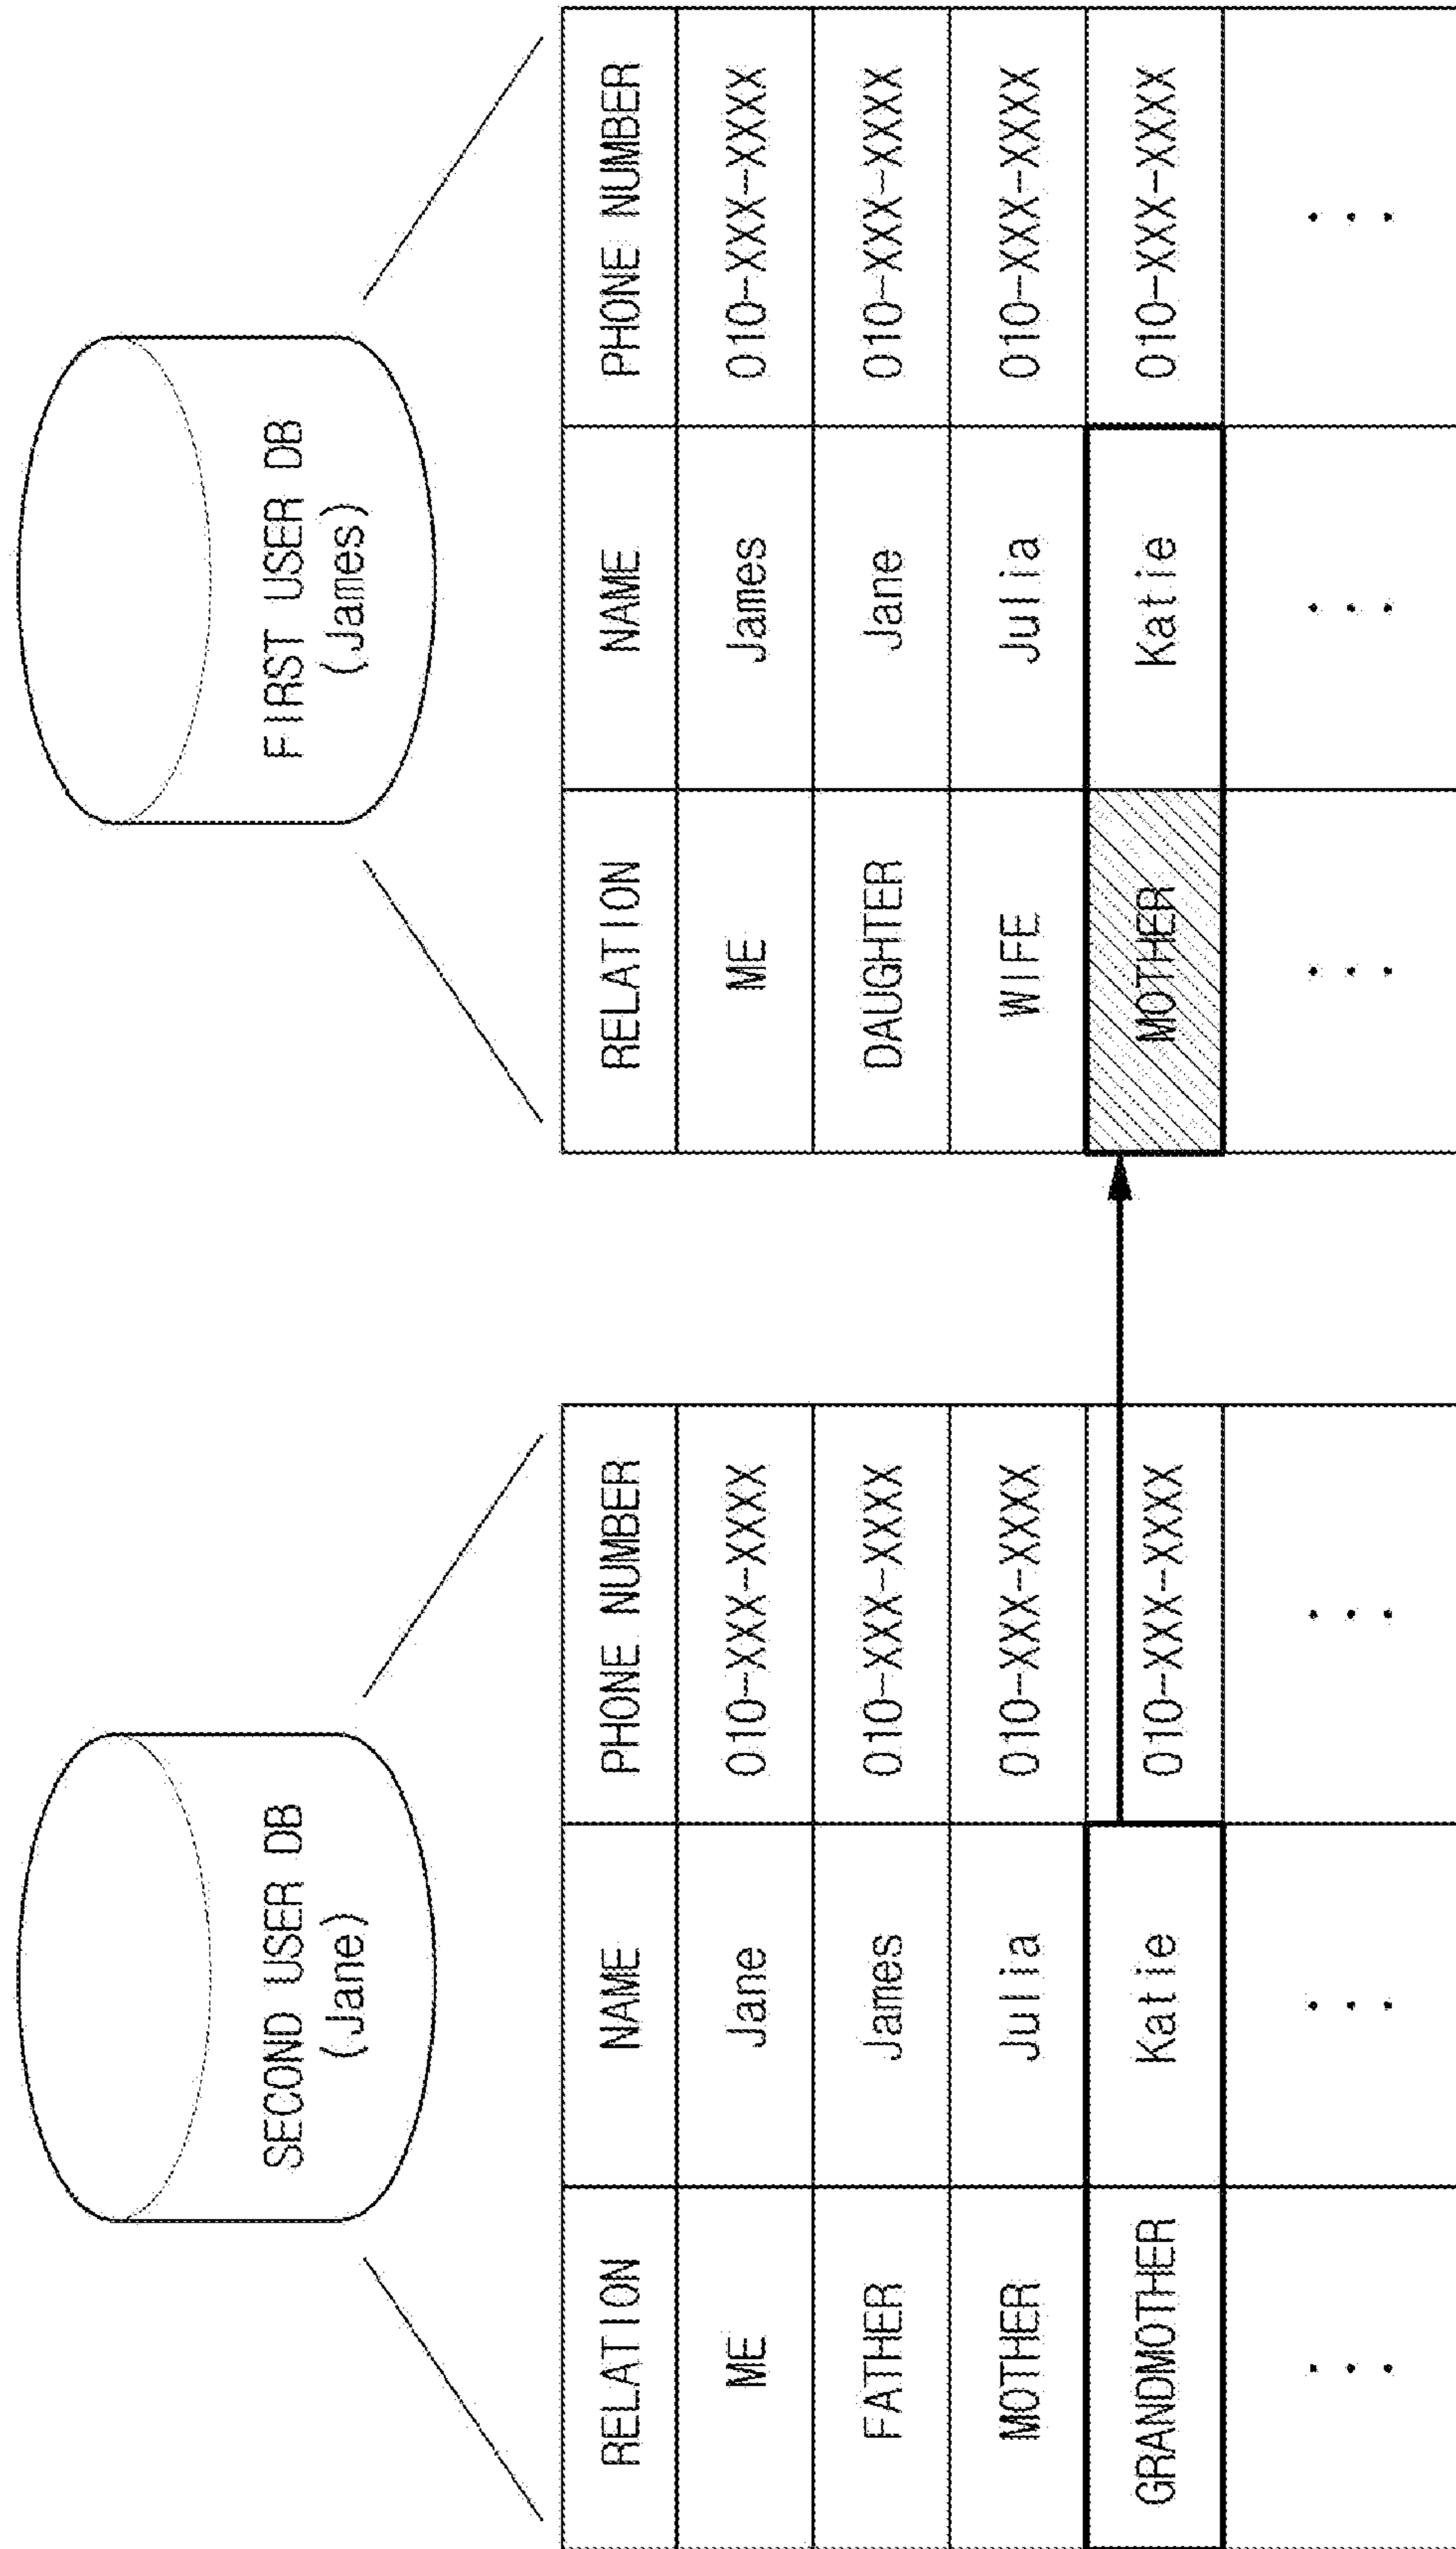 SECOND USER DB
(Jane)
RELATION NAME PHONE NUMBER
ME Jane 010-XXX-XXXX
FATHER James 010-XXX-XXXX
MOTHER Julia 010-XXX-XXXX
GRANDMOTHER Katie 010-XXX-XXXX
... ... ...
FIRST USER DB
(James)
RELATION NAME PHONE NUMBER
ME James 010-XXX-XXXX
DAUGHTER Jane 010-XXX-XXXX
WIFE Julia 010-XXX-XXXX
MOTHER Katie 010-XXX-XXXX
... ... ...